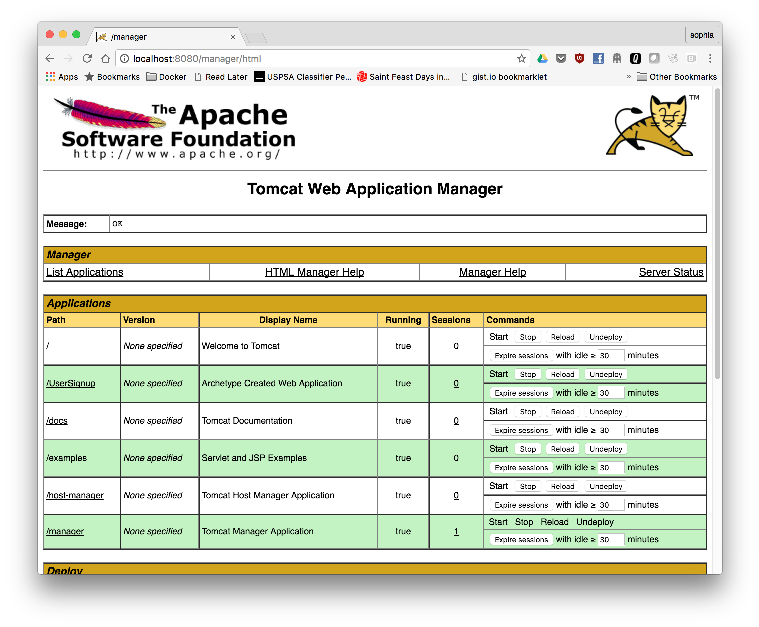 /manager
sophia
localhost:8080/manager/html
Apps Bookmarks Docker Read Later USPSA Classifier Pe... Saint Feast Days in... gist.io bookmarklet » Other Bookmarks
The Apache
Software Foundation
http://www.apache.org/
TM
Tomcat Web Application Manager
Message: OK
Manager
List Applications HTML Manager Help Manager Help Server Status
Applications
Path Version Display Name Running Sessions Commands
/ None specified Welcome to Tomcat true 0 Start Stop Reload Undeploy
Expire sessions with idle ≥ 30 minutes
/UserSignup None specified Archetype Created Web Application true 0 Start Stop Reload Undeploy
Expire sessions with idle ≥ 30 minutes
/docs None specified Tomcat Documentation true 0 Start Stop Reload Undeploy
Expire sessions with idle ≥ 30 minutes
/examples None specified Servlet and JSP Examples true 0 Start Stop Reload Undeploy
Expire sessions with idle ≥ 30 minutes
/host-manager None specified Tomcat Host Manager Application true 0 Start Stop Reload Undeploy
Expire sessions with idle ≥ 30 minutes
/manager None specified Tomcat Manager Application true 1 Start Stop Reload Undeploy
Expire sessions with idle ≥ 30 minutes
Deploy